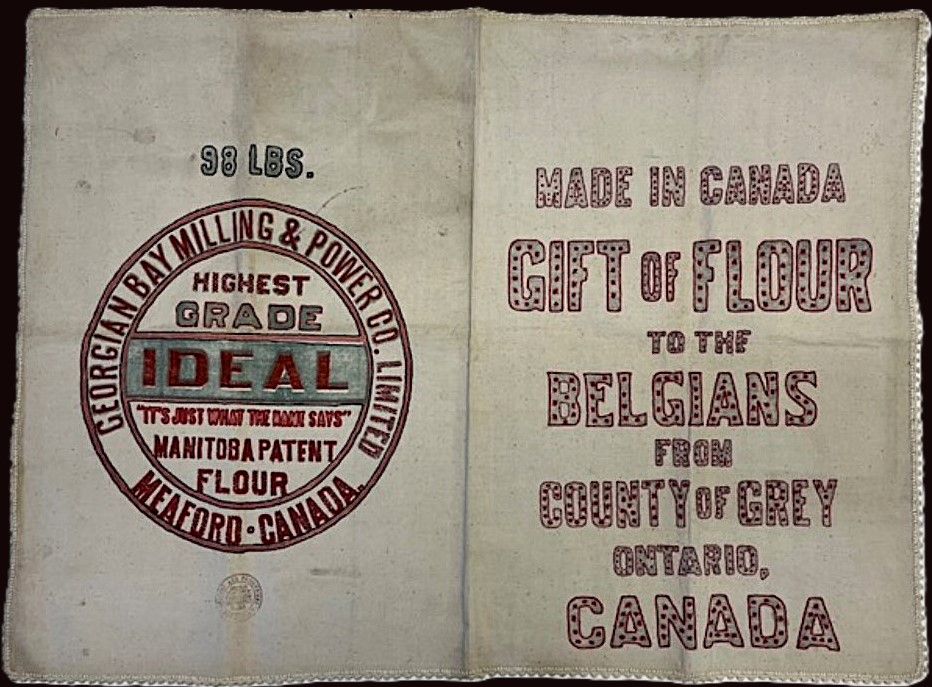 98 LBS.
GEORGIAN BAY MILLING & POWER CO. LIMITED
HIGHEST
GRADE
IDEAL
"IT'S JUST WHAT THE NAME SAYS"
MANITOBA PATENT
FLOUR
MEAFORD · CANADA.
MADE IN CANADA
GIFT OF FLOUR
TO THE
BELGIANS
FROM
COUNTY OF GREY
ONTARIO,
CANADA